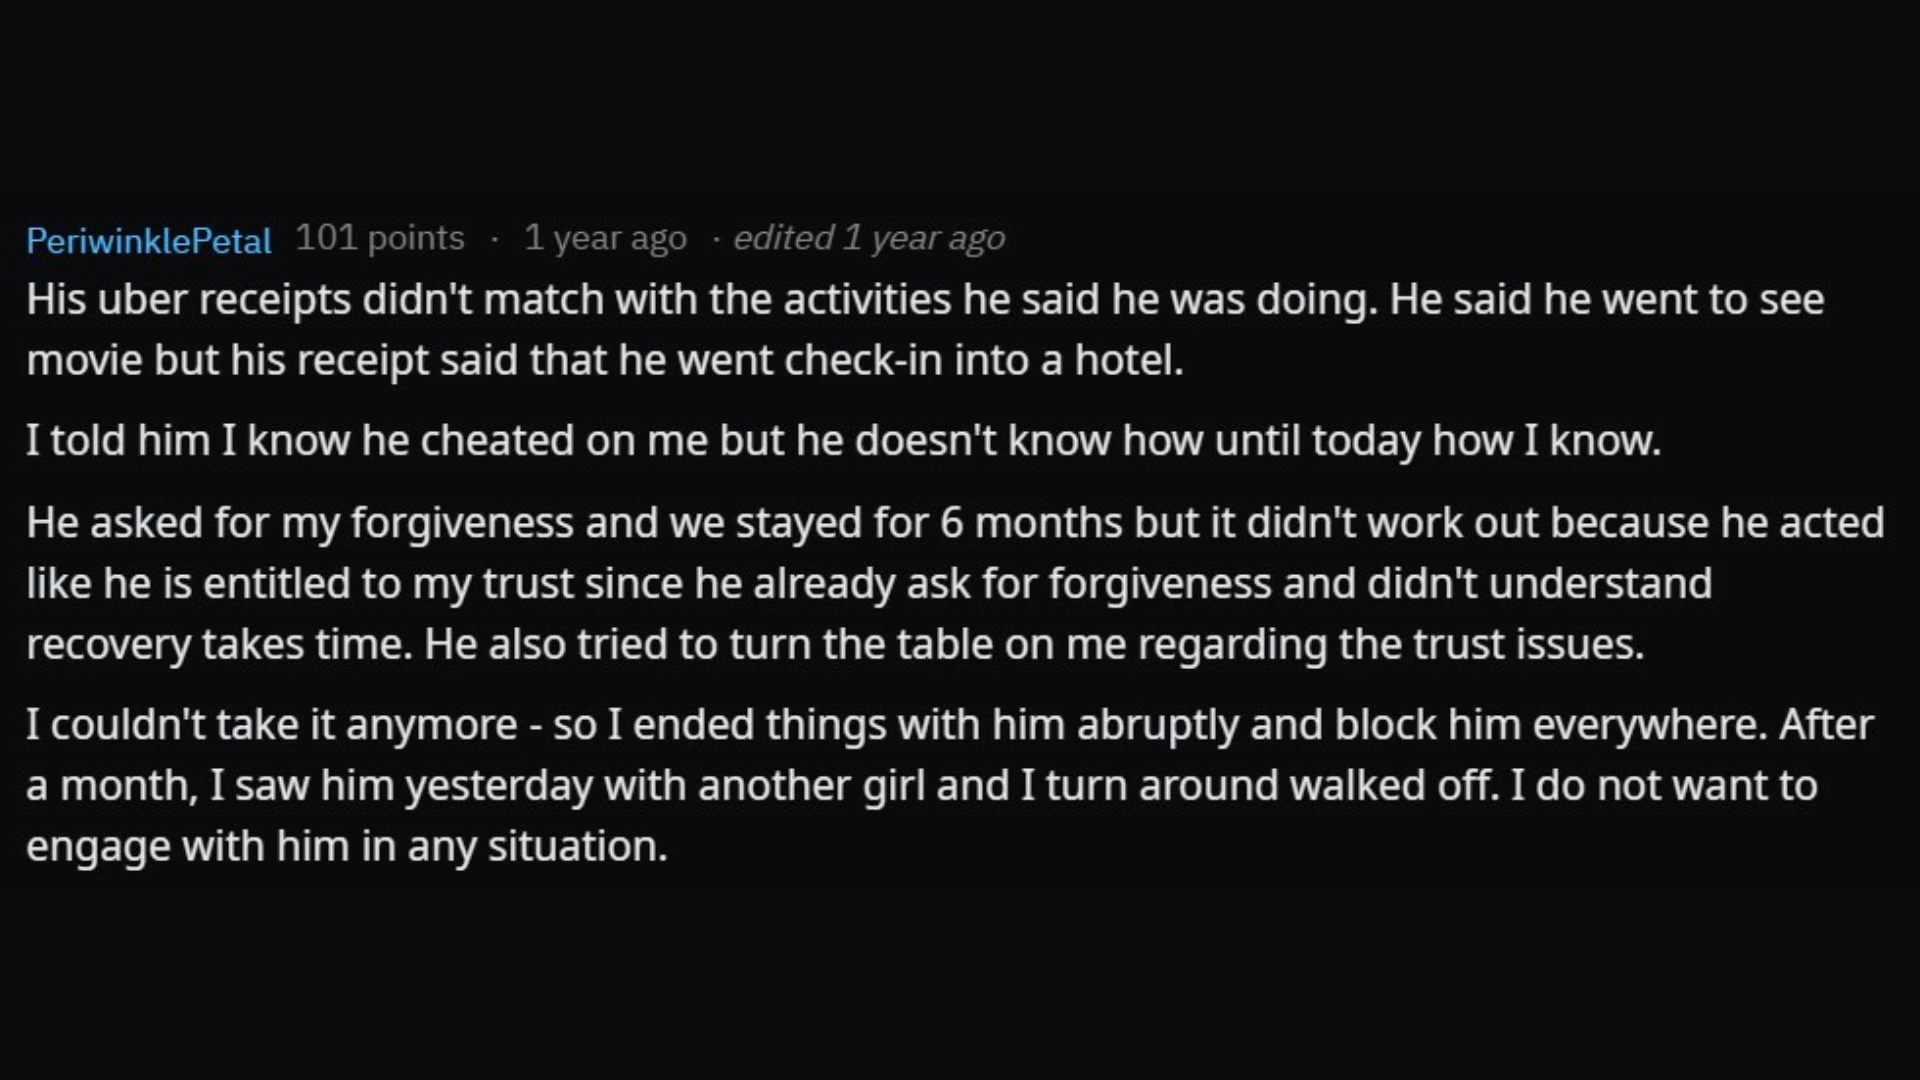 PeriwinklePetal 101 points · 1 year ago · edited 1 year ago
His uber receipts didn't match with the activities he said he was doing. He said he went to see
movie but his receipt said that he went check-in into a hotel.
I told him I know he cheated on me but he doesn't know how until today how I know.
He asked for my forgiveness and we stayed for 6 months but it didn't work out because he acted
like he is entitled to my trust since he already ask for forgiveness and didn't understand
recovery takes time. He also tried to turn the table on me regarding the trust issues.
I couldn't take it anymore - so I ended things with him abruptly and block him everywhere. After
a month, I saw him yesterday with another girl and I turn around walked off. I do not want to
engage with him in any situation.